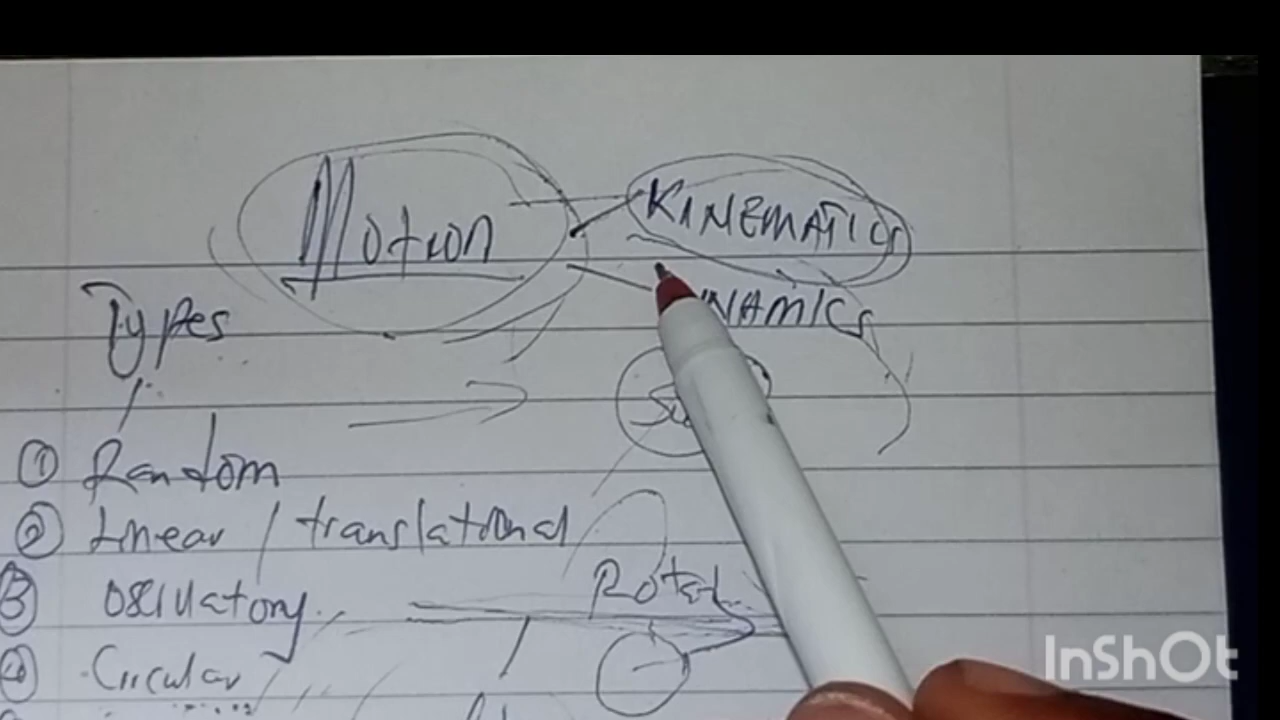 Motion
KINEMATICS
NAMICS
Types
① Random
② Linear / translational
③ Oscillatory
④ Circular
Rotat
InShOt